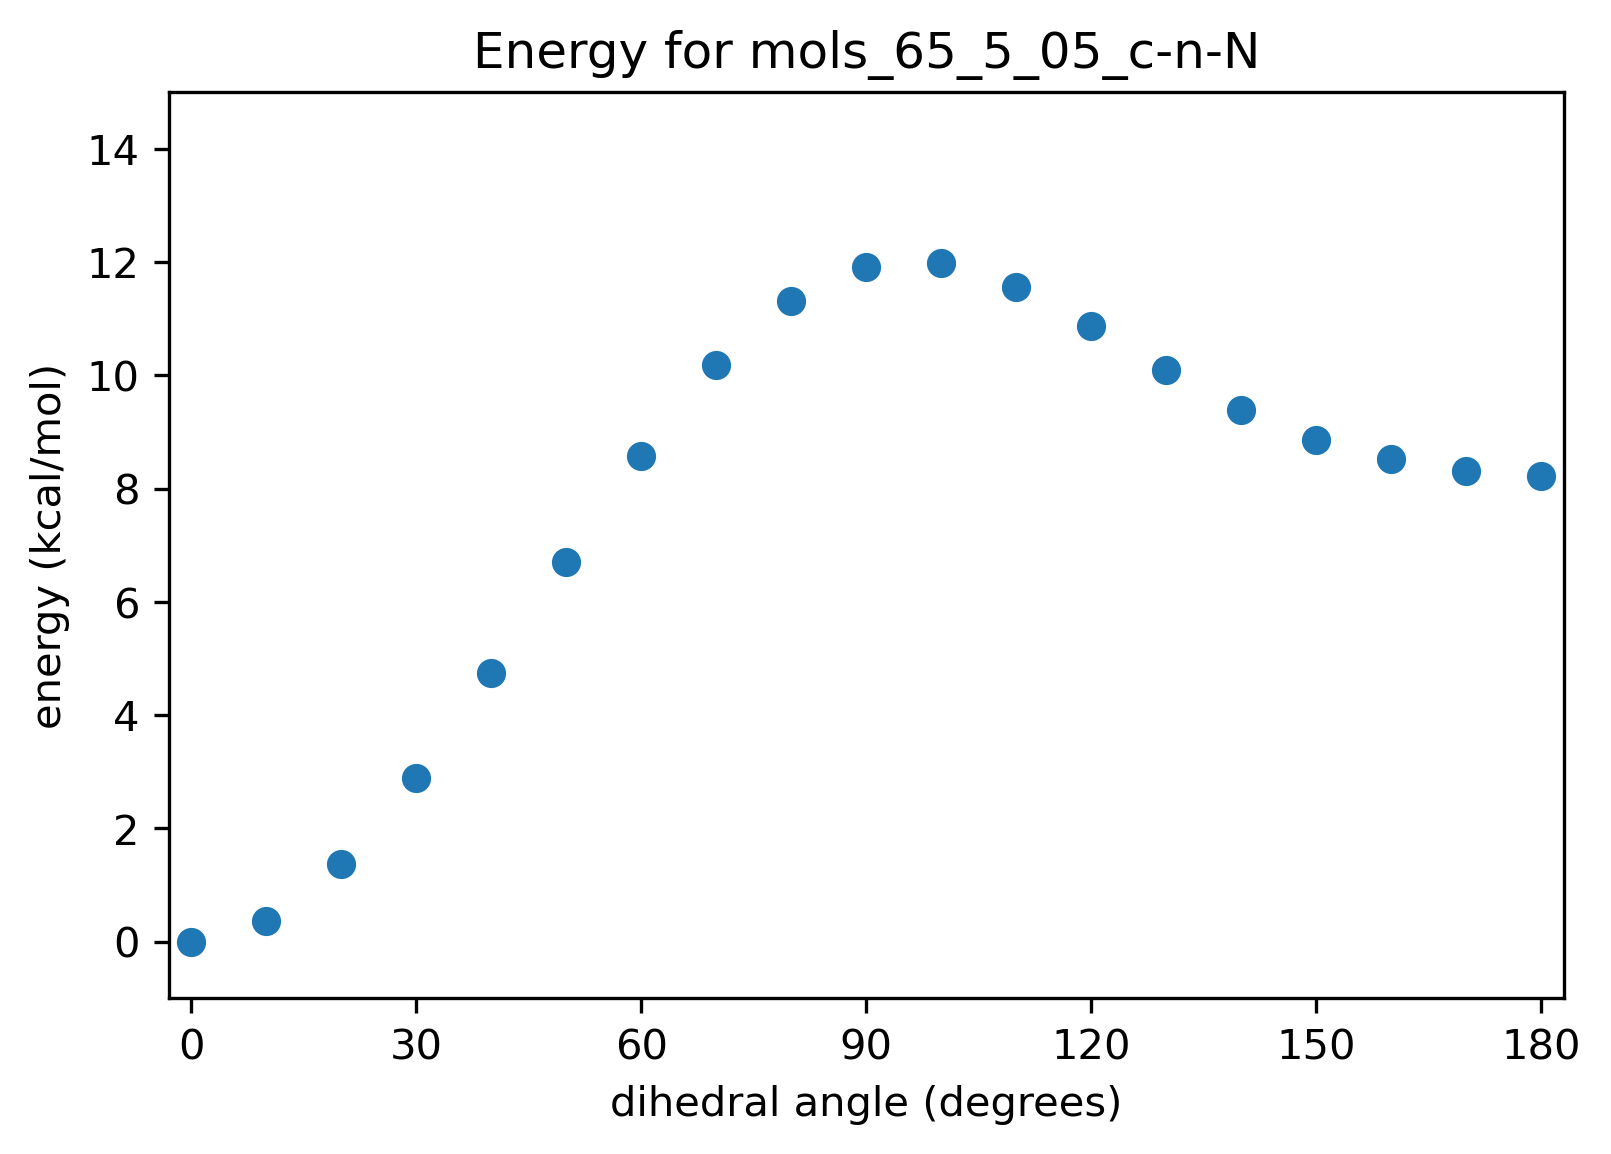 Energy for mols_65_5_05_c-n-N
14
12
10
8
6
4
2
0
energy (kcal/mol)
0 30 60 90 120 150 180
dihedral angle (degrees)